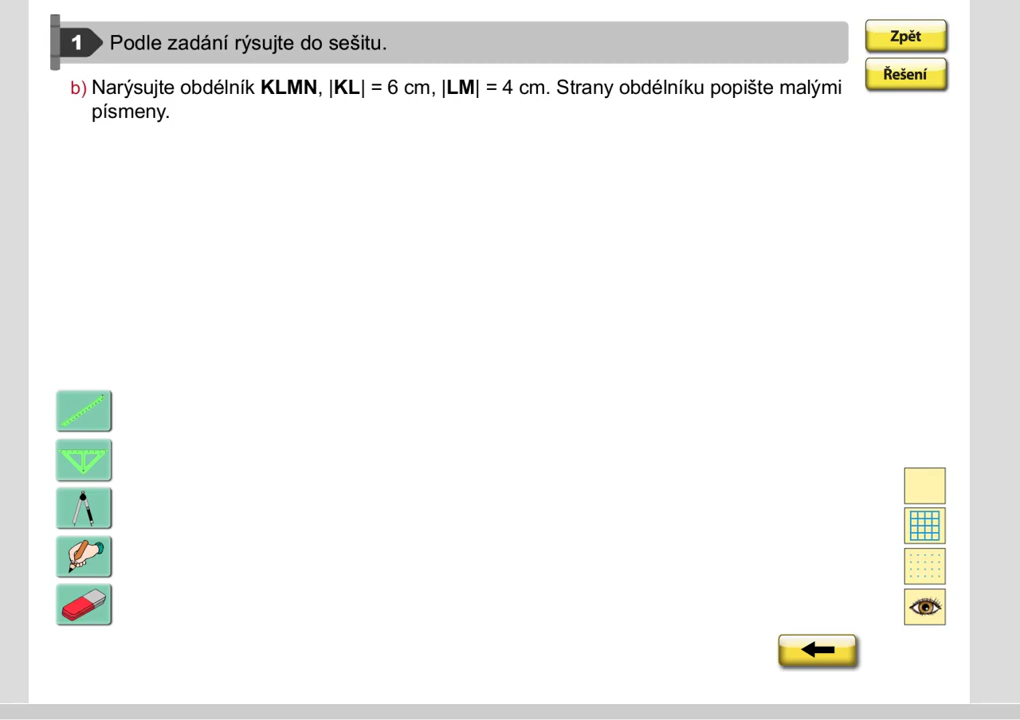 1 Podle zadání rýsujte do sešitu.
Zpět
Řešení
b) Narýsujte obdélník KLMN, |KL| = 6 cm, |LM| = 4 cm. Strany obdélníku popište malými
písmeny.